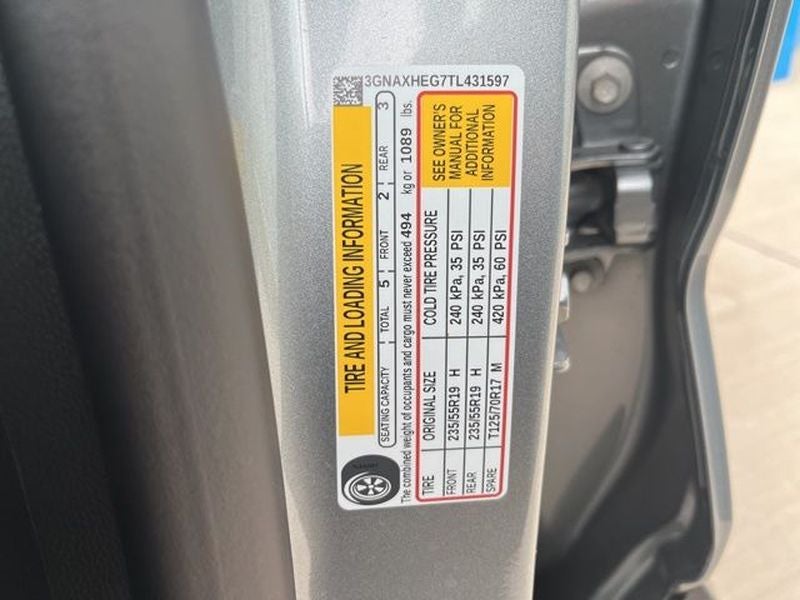 3GNAXHEG7TL431597
TIRE AND LOADING INFORMATION
SEATING CAPACITY TOTAL 5 FRONT 2 REAR 3
The combined weight of occupants and cargo must never exceed 494 kg or 1089 lbs.
TIRE ORIGINAL SIZE COLD TIRE PRESSURE
FRONT 235/55R19 H 240 kPa, 35 PSI
REAR 235/55R19 H 240 kPa, 35 PSI
SPARE T125/70R17 M 420 kPa, 60 PSI
SEE OWNER'S
MANUAL FOR
ADDITIONAL
INFORMATION